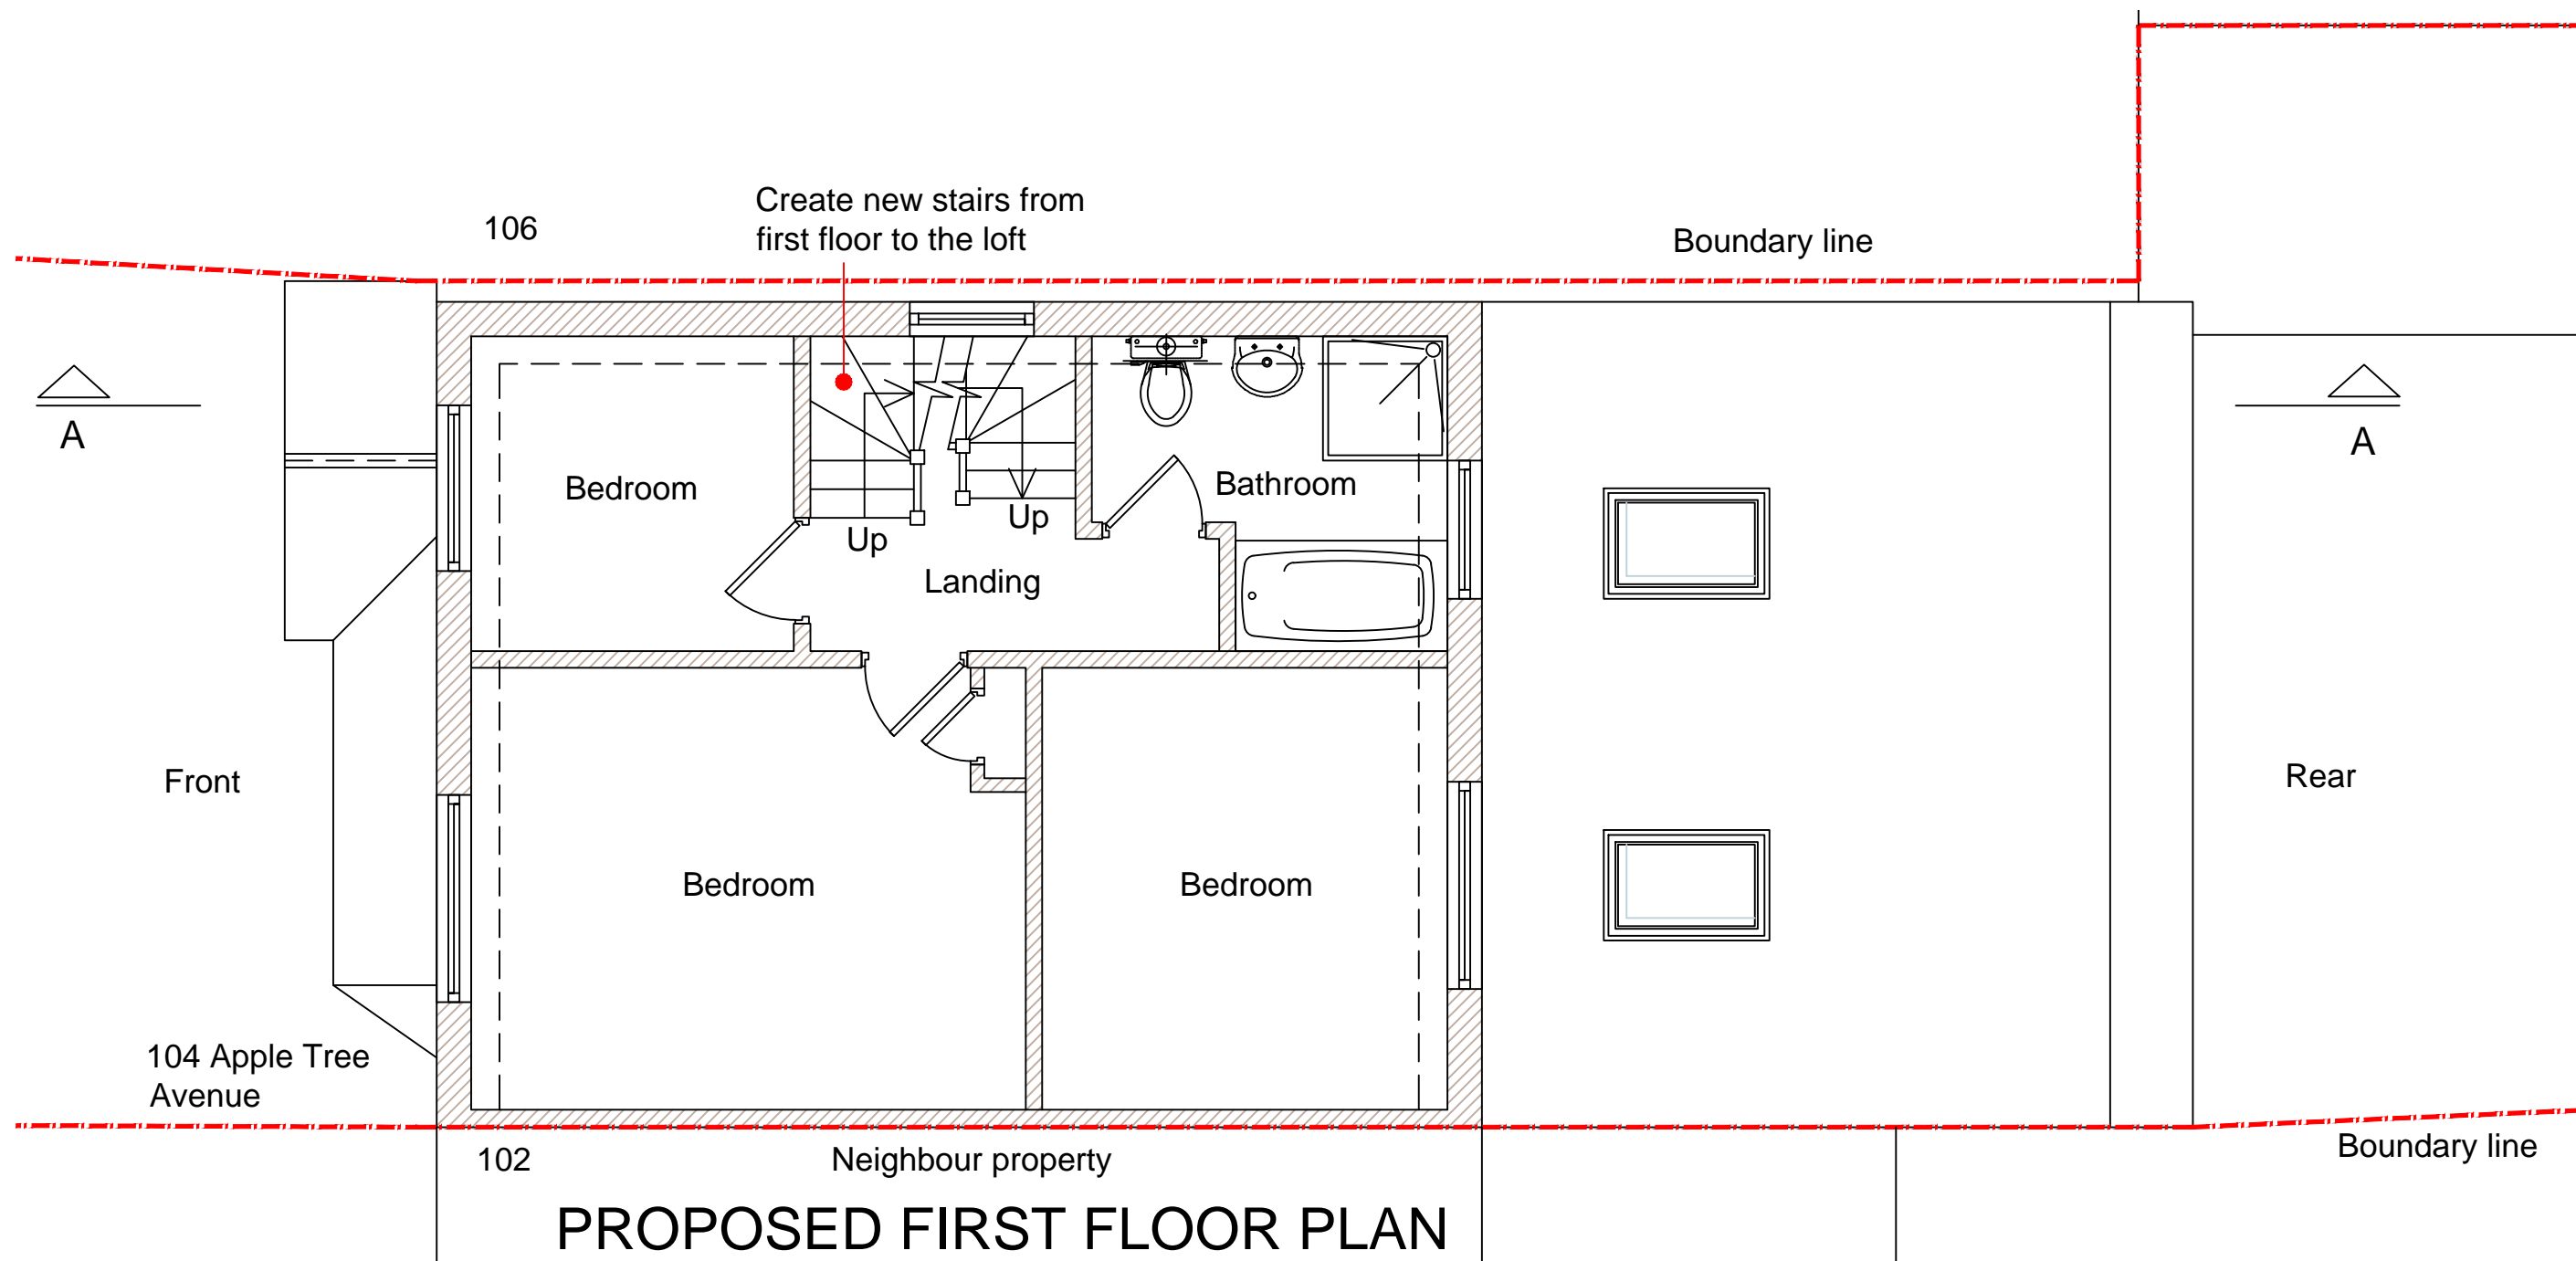 Create new stairs from
first floor to the loft
106
Boundary line
A
A
Bedroom
Bathroom
Up
Up
Landing
Front
Rear
Bedroom
Bedroom
104 Apple Tree
Avenue
102
Neighbour property
Boundary line
PROPOSED FIRST FLOOR PLAN